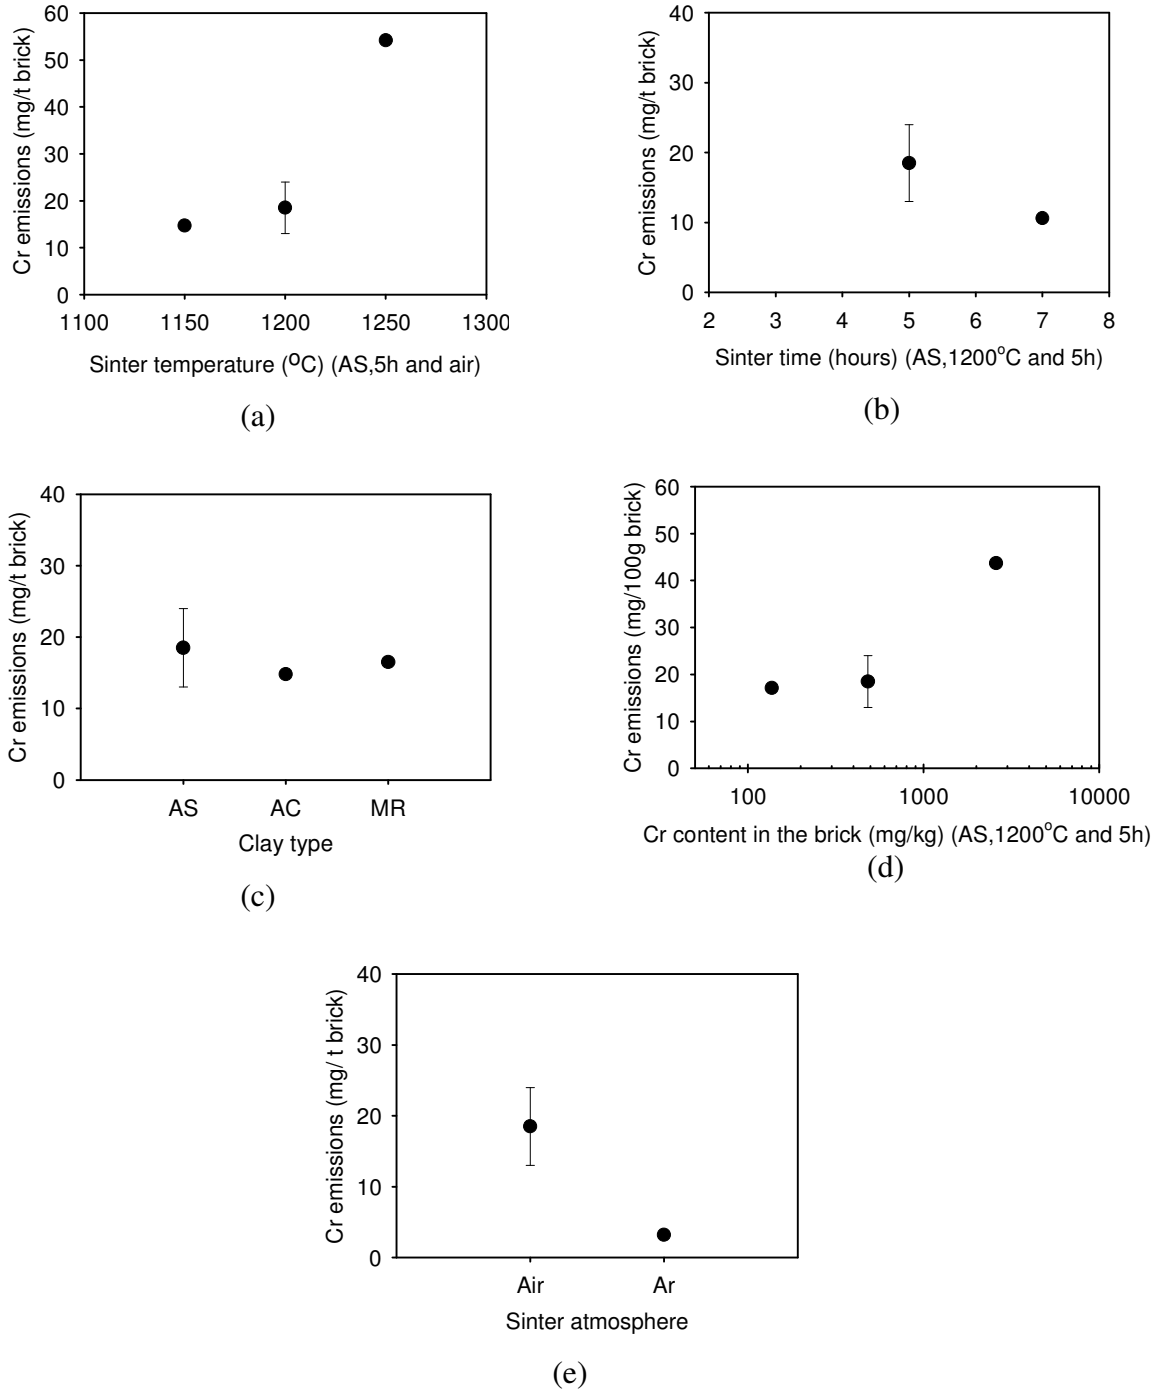 Cr emissions (mg/t brick)
60
50
40
30
20
10
0
1100 1150 1200 1250 1300
Sinter temperature (ºC) (AS,5h and air)
(a)
Cr emissions (mg/t brick)
40
30
20
10
0
2 3 4 5 6 7 8
Sinter time (hours) (AS,1200ºC and 5h)
(b)
Cr emissions (mg/t brick)
40
30
20
10
0
AS AC MR
Clay type
(c)
Cr emissions (mg/100g brick)
60
50
40
30
20
10
0
100 1000 10000
Cr content in the brick (mg/kg) (AS,1200ºC and 5h)
(d)
Cr emissions (mg/ t brick)
40
30
20
10
0
Air Ar
Sinter atmosphere
(e)